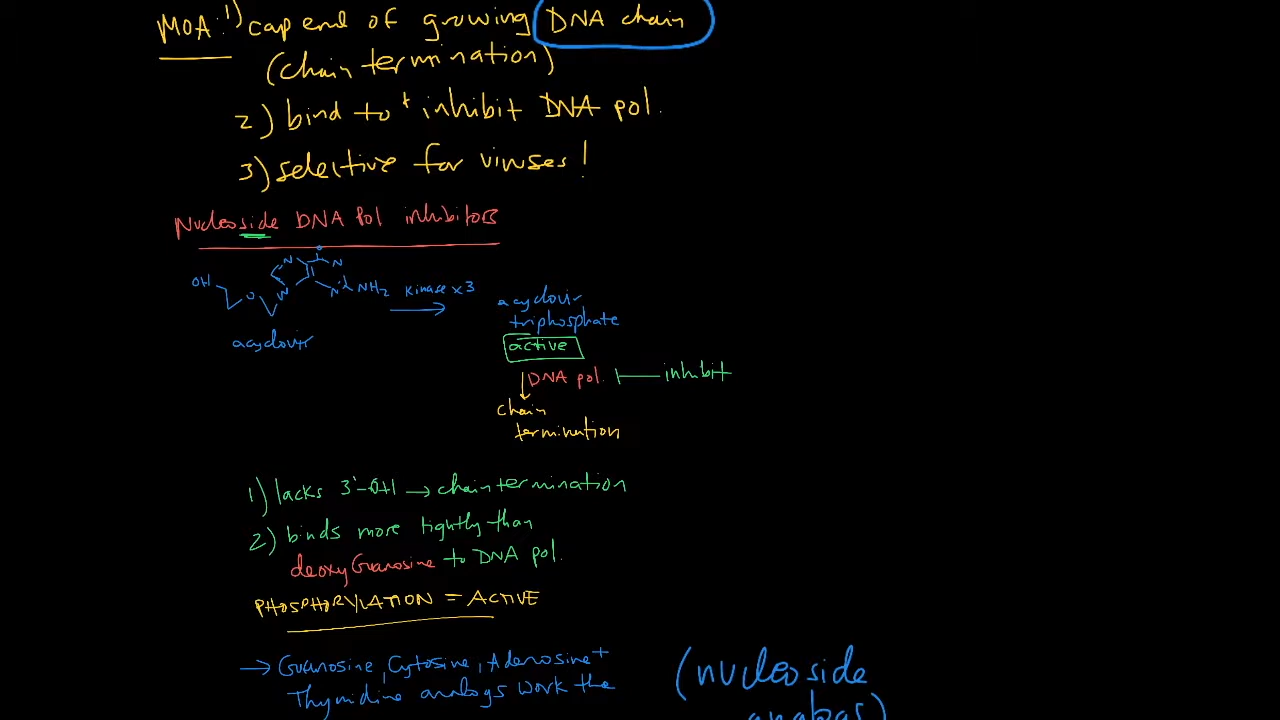 MOA: 1) cap end of growing DNA chain
(chain termination)
2) bind to + inhibit DNA pol.
3) selective for viruses!
Nucleoside DNA Pol inhibitors
OH O N N N N NH2
kinase x3
acyclovir
acyclovir
triphosphate
active
DNA pol. inhibit
chain
termination
1) lacks 3'-OH → chain termination
2) binds more tightly than
deoxyGuanosine to DNA pol.
PHOSPHORYLATION = ACTIVE
→ Guanosine, Cytosine, Adenosine +
Thymidine analogs work the
(nucleoside
analogs)